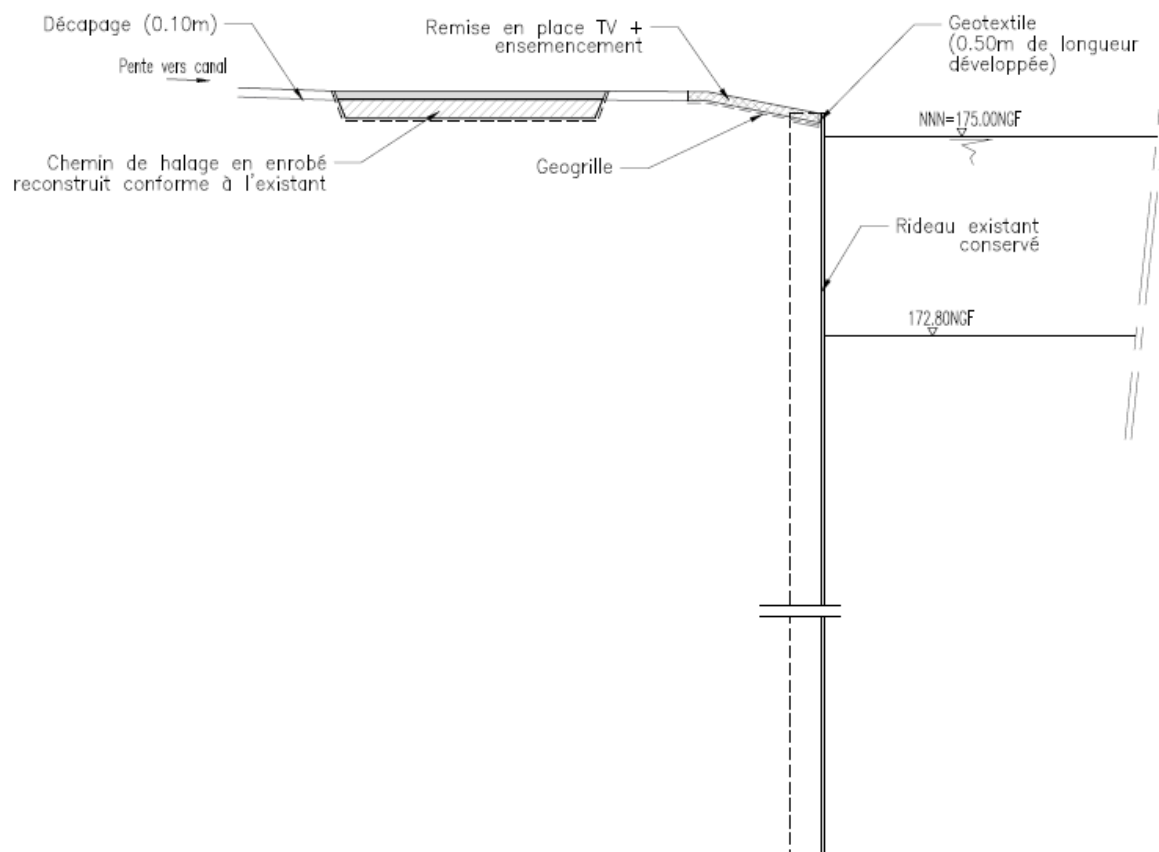 Décapage (0.10m)
Pente vers canal
Remise en place TV +
ensemencement
Geotextile
(0.50m de longueur
développée)
NNN=175.00NGF
Chemin de halage en enrobé
reconstruit conforme à l'existant
Geogrille
Rideau existant
conservé
172.80NGF